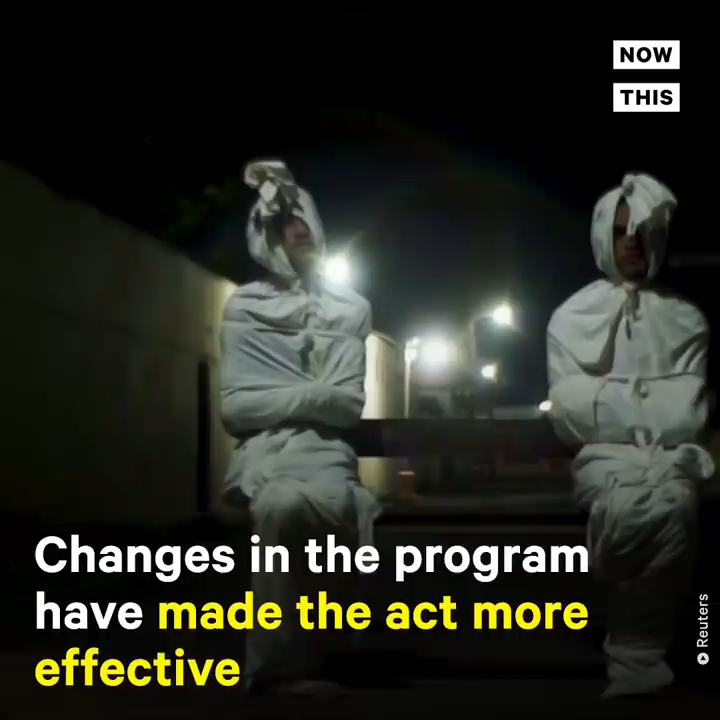 NOW
THIS
Changes in the program
have made the act more
effective
Reuters